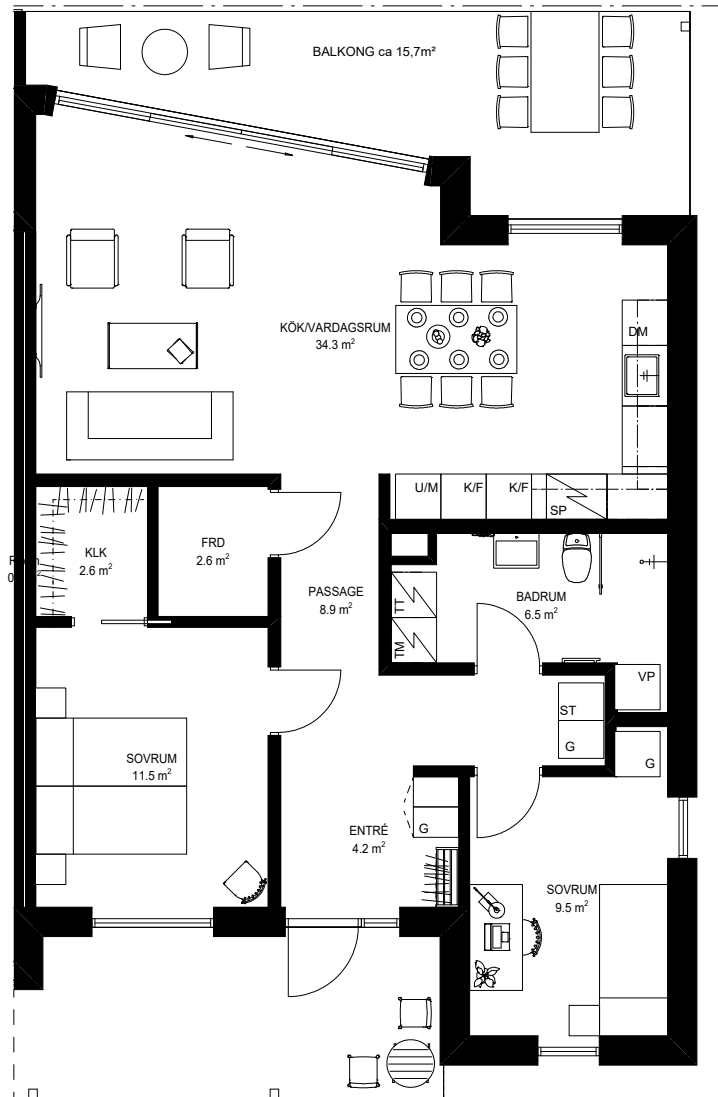 BALKONG ca 15,7m²
KÖK/VARDAGSRUM
34.3 m²
DM
U/M
K/F
K/F
SP
KLK
2.6 m²
FRD
2.6 m²
PASSAGE
8.9 m²
BADRUM
6.5 m²
TT
TM
VP
ST
G
G
SOVRUM
11.5 m²
G
ENTRÉ
4.2 m²
SOVRUM
9.5 m²